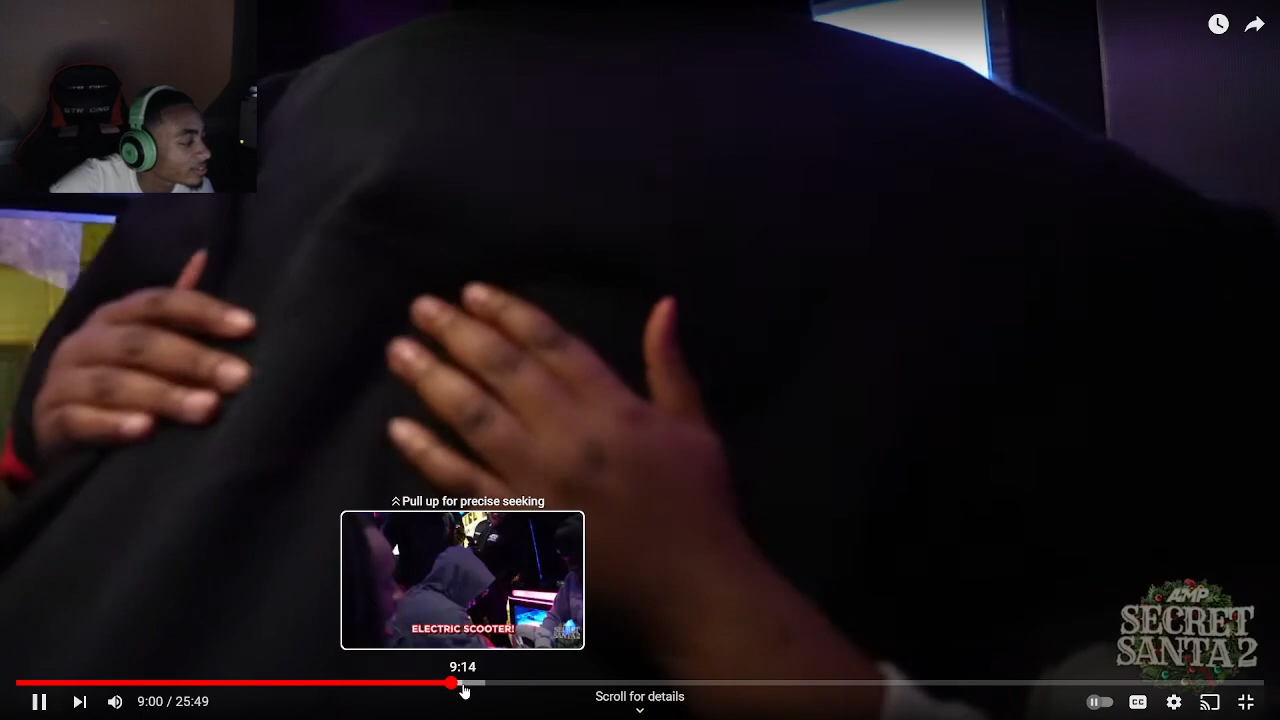 Pull up for precise seeking
ELECTRIC SCOOTER!
9:14
9:00 / 25:49
Scroll for details
CC
AMP
SECRET
SANTA 2